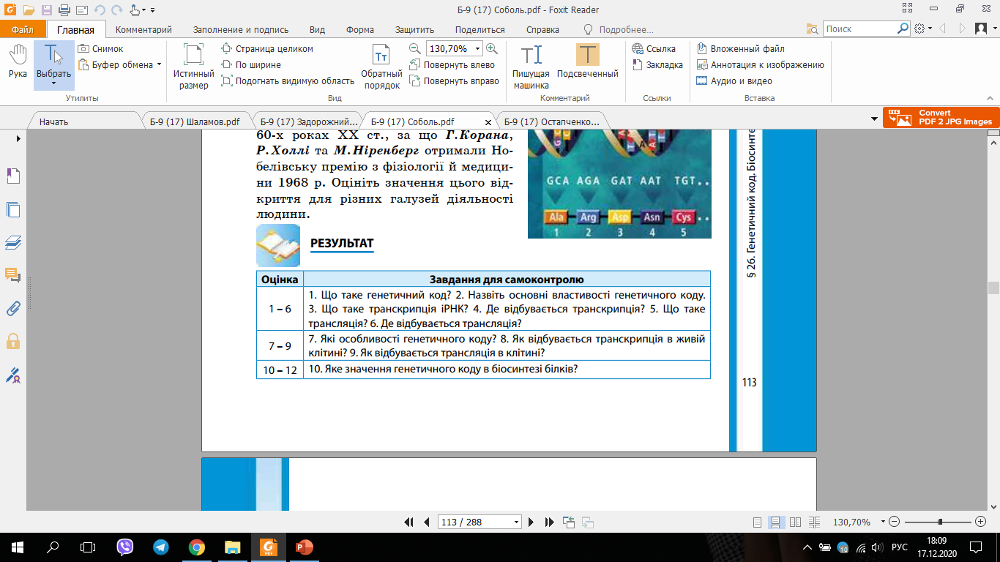 Б-9 (17) Соболь.pdf - Foxit Reader
Файл Главная Комментарий Заполнение и подпись Вид Форма Защитить Поделиться Справка Подробнее... Поиск
Рука
Выбрать
Снимок
Буфер обмена
Утилиты
Истинный размер
Страница целиком
По ширине
Подогнать видимую область
Обратный порядок
130,70%
Повернуть влево
Повернуть вправо
Вид
Пишущая машинка
Подсвеченный
Комментарий
Ссылка
Закладка
Ссылки
Вложенный файл
Аннотация к изображению
Аудио и видео
Вставка
Начать Б-9 (17) Шаламов.pdf Б-9 (17) Задорожний... Б-9 (17) Соболь.pdf Б-9 (17) Остапченко...
Convert
PDF 2 JPG Images
60-х роках XX ст., за що Г.Корана,
Р.Холлі та М.Ніренберг отримали Но-
белівську премію з фізіології й медици-
ни 1968 р. Оцініть значення цього від-
криття для різних галузей діяльності
людини.
GCA AGA GAT AAT TGT..
Ala Arg Asp Asn Cys..
1 2 3 4 5
§ 26. Генетичний код. Біосинте
РЕЗУЛЬТАТ
Оцінка Завдання для самоконтролю
1 – 6
1. Що таке генетичний код? 2. Назвіть основні властивості генетичного коду.
3. Що таке транскрипція іРНК? 4. Де відбувається транскрипція? 5. Що таке
трансляція? 6. Де відбувається трансляція?
7 – 9
7. Які особливості генетичного коду? 8. Як відбувається транскрипція в живій
клітині? 9. Як відбувається трансляція в клітині?
10 – 12
10. Яке значення генетичного коду в біосинтезі білків?
113
113 / 288
130,70%
РУС
18:09
17.12.2020